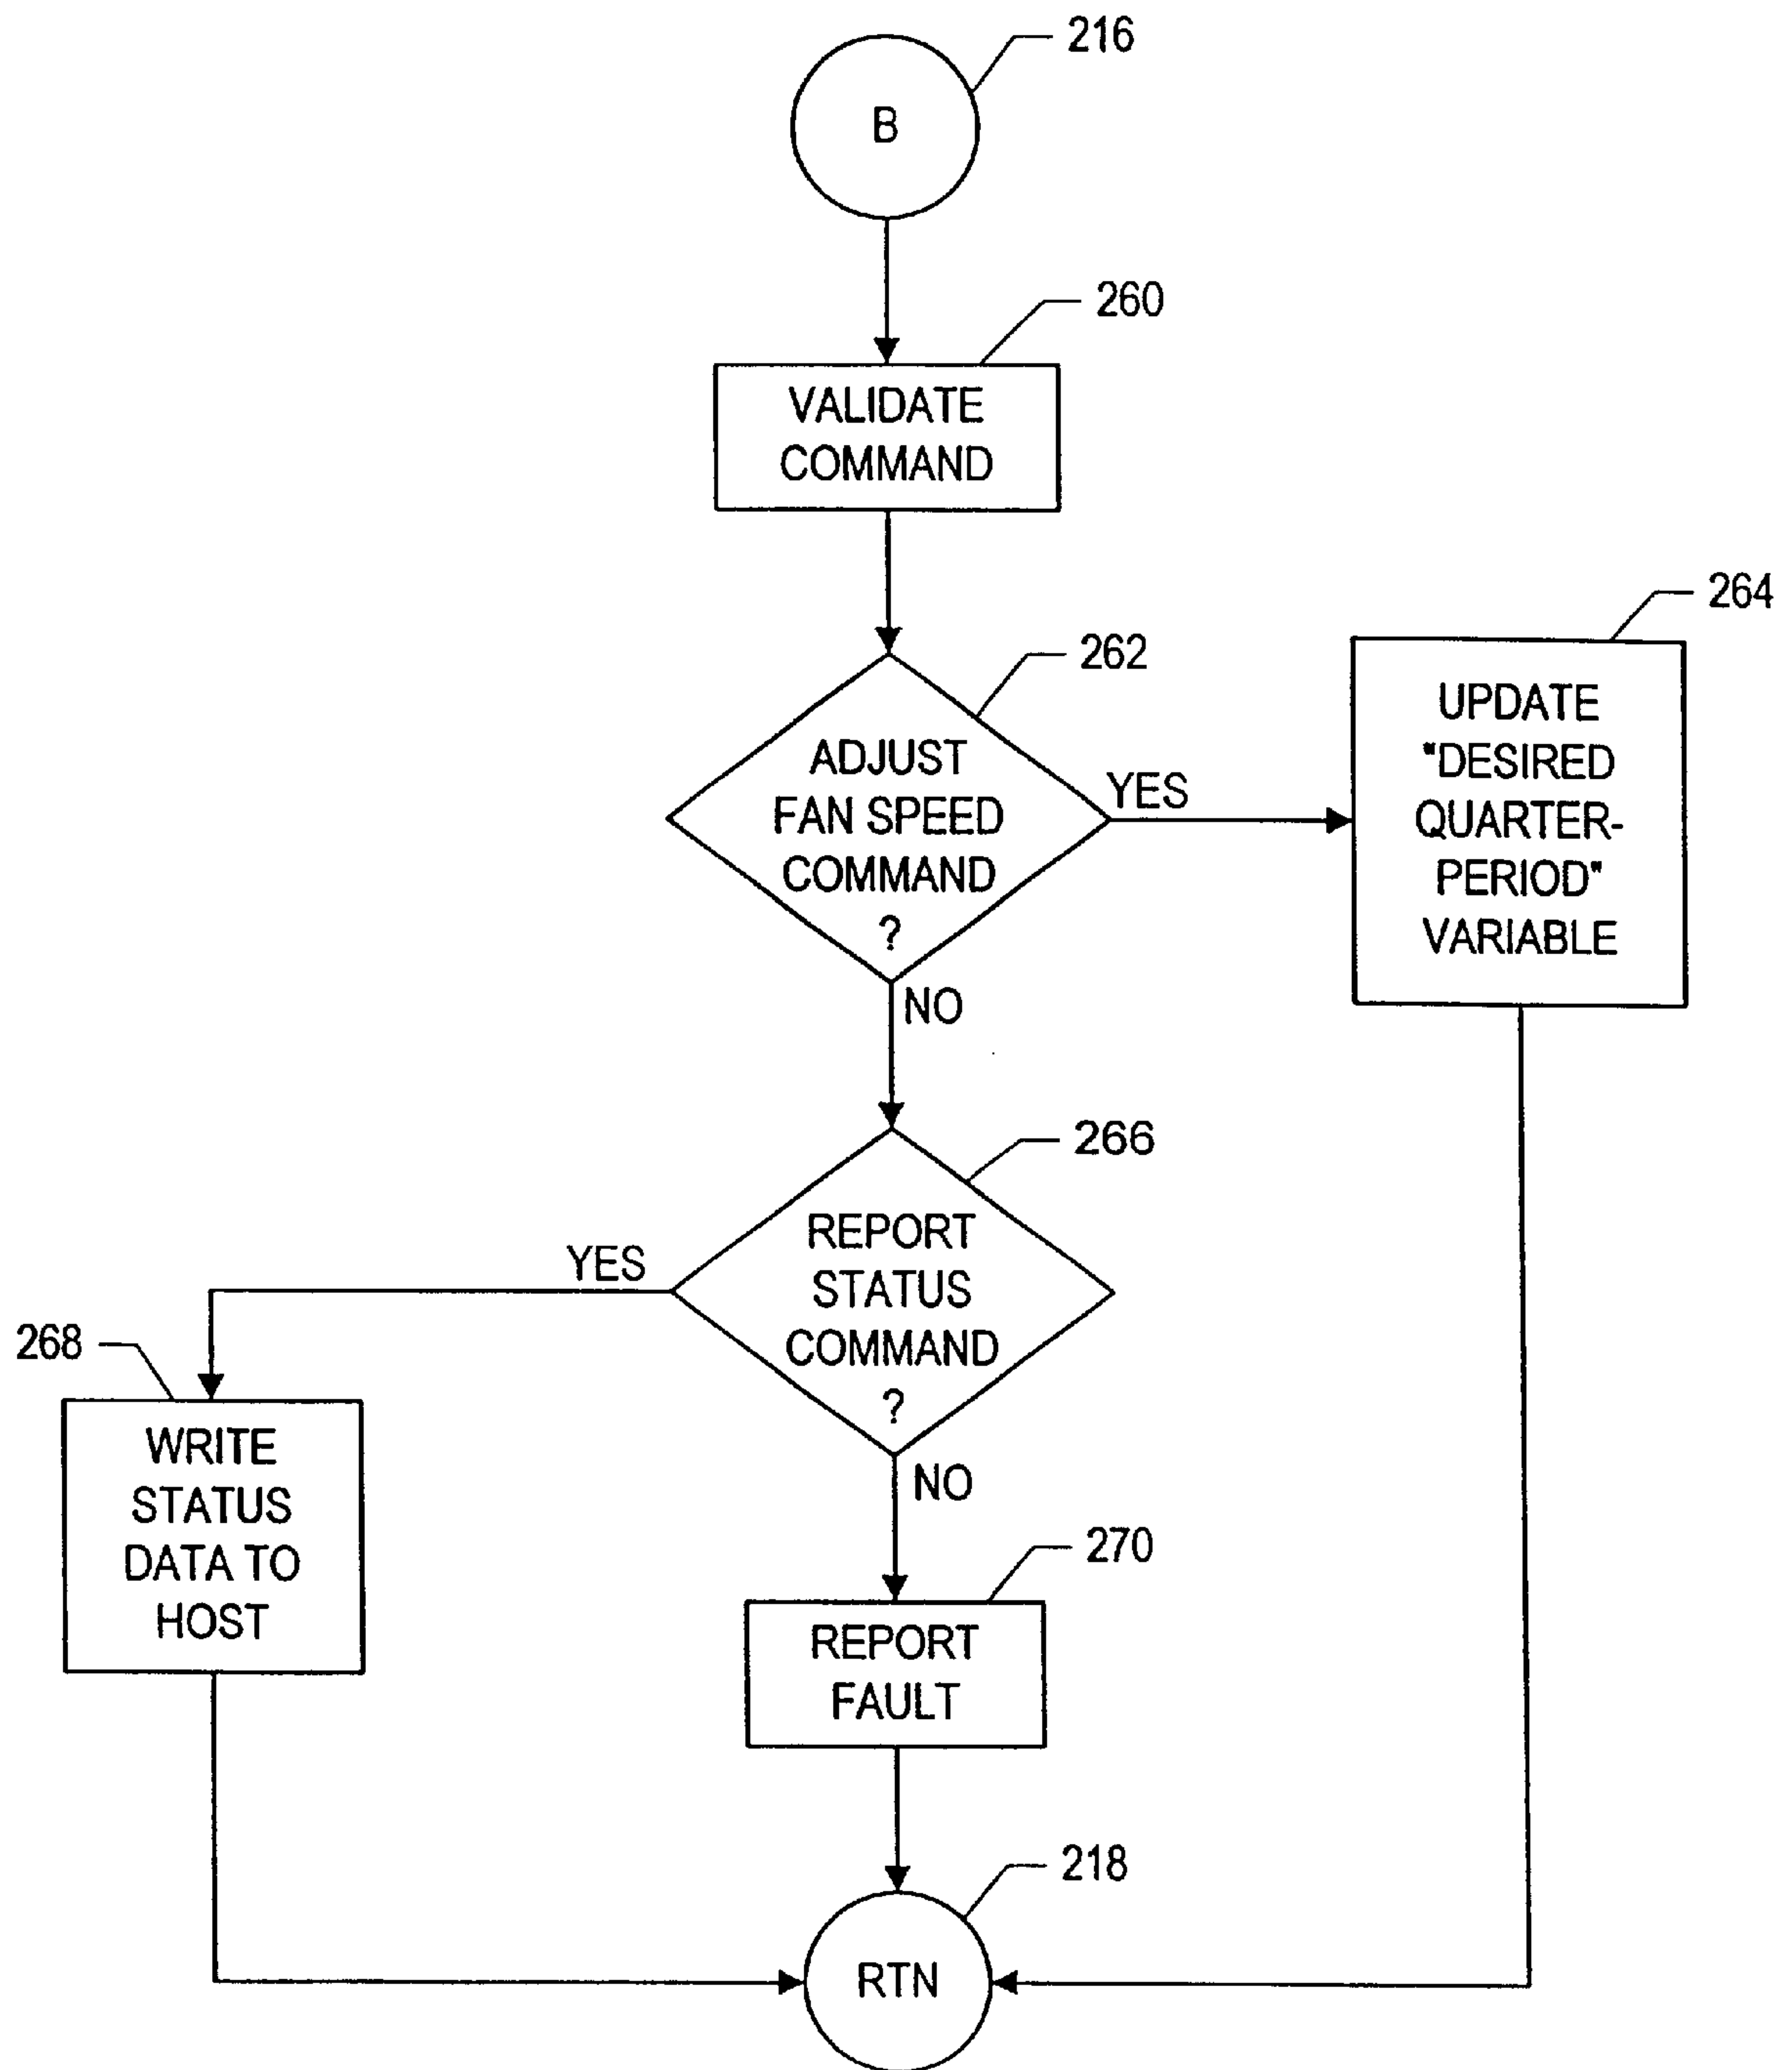 216
B
260
VALIDATE
COMMAND
262
ADJUST
FAN SPEED
COMMAND
?
YES
NO
264
UPDATE
"DESIRED
QUARTER-
PERIOD"
VARIABLE
266
REPORT
STATUS
COMMAND
?
YES
NO
268
WRITE
STATUS
DATA TO
HOST
270
REPORT
FAULT
218
RTN